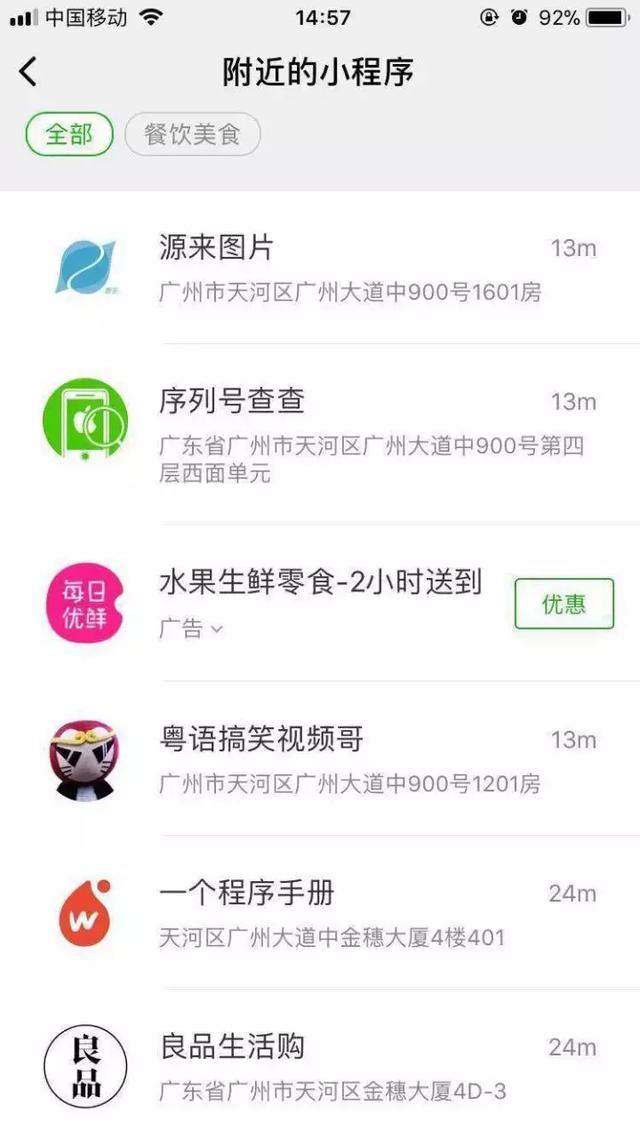 中国移动 14:57 92%
附近的小程序
全部 餐饮美食
源来图片 13m
广州市天河区广州大道中900号1601房
序列号查查 13m
广东省广州市天河区广州大道中900号第四
层西面单元
每日
优鲜
水果生鲜零食-2小时送到
广告
优惠
粤语搞笑视频哥 13m
广州市天河区广州大道中900号1201房
W
一个程序手册 24m
天河区广州大道中金穗大厦4楼401
良
品
良品生活购 24m
广东省广州市天河区金穗大厦4D-3